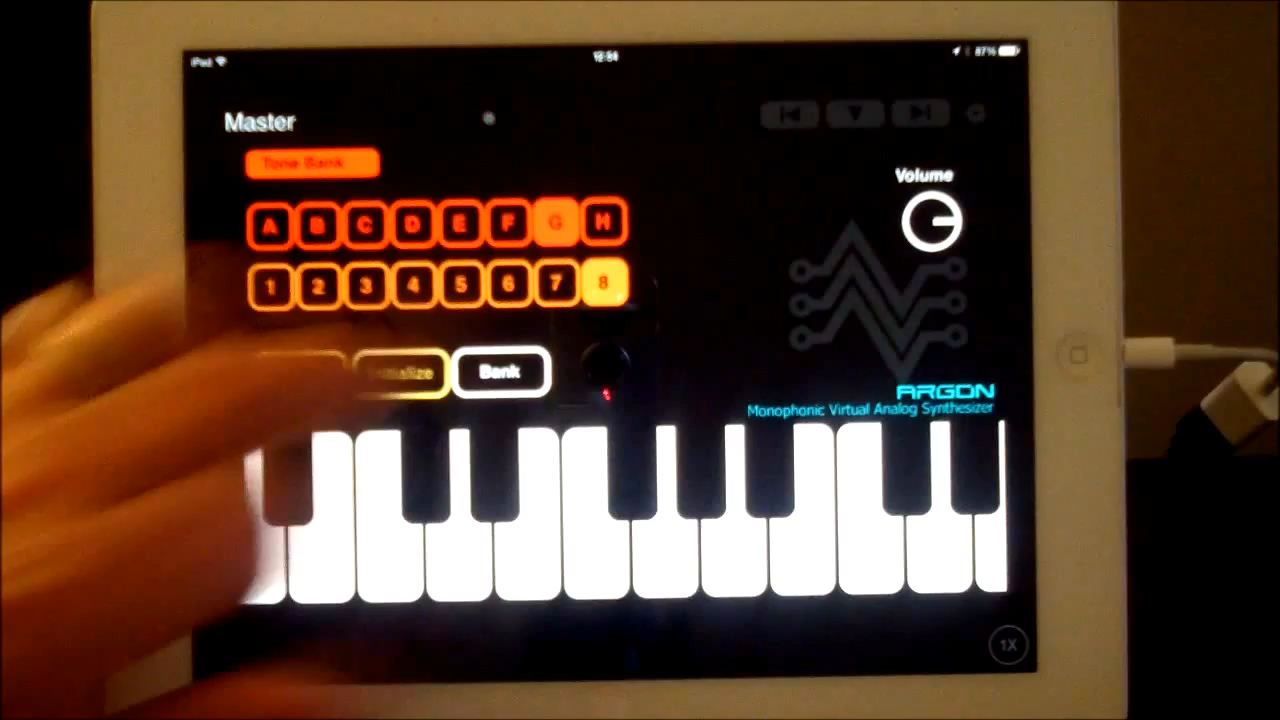 iPad
12:54
87%
Master
Tone Bank
Volume
A B C D E F G H
1 2 3 4 5 6 7 8
Initialize
Bank
ARGON
Monophonic Virtual Analog Synthesizer
1X